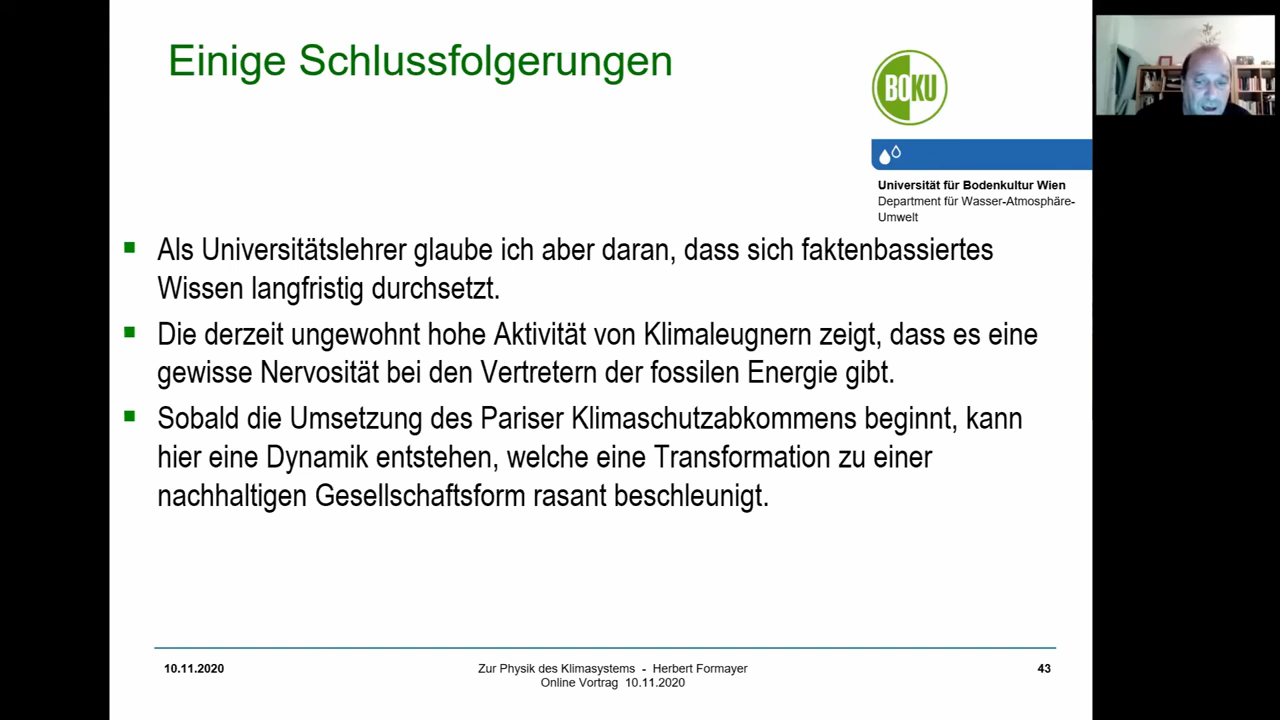 Einige Schlussfolgerungen
BOKU
Universität für Bodenkultur Wien
Department für Wasser-Atmosphäre-
Umwelt
Als Universitätslehrer glaube ich aber daran, dass sich faktenbassiertes
Wissen langfristig durchsetzt.
Die derzeit ungewohnt hohe Aktivität von Klimaleugnern zeigt, dass es eine
gewisse Nervosität bei den Vertretern der fossilen Energie gibt.
Sobald die Umsetzung des Pariser Klimaschutzabkommens beginnt, kann
hier eine Dynamik entstehen, welche eine Transformation zu einer
nachhaltigen Gesellschaftsform rasant beschleunigt.
10.11.2020
Zur Physik des Klimasystems - Herbert Formayer
Online Vortrag 10.11.2020
43